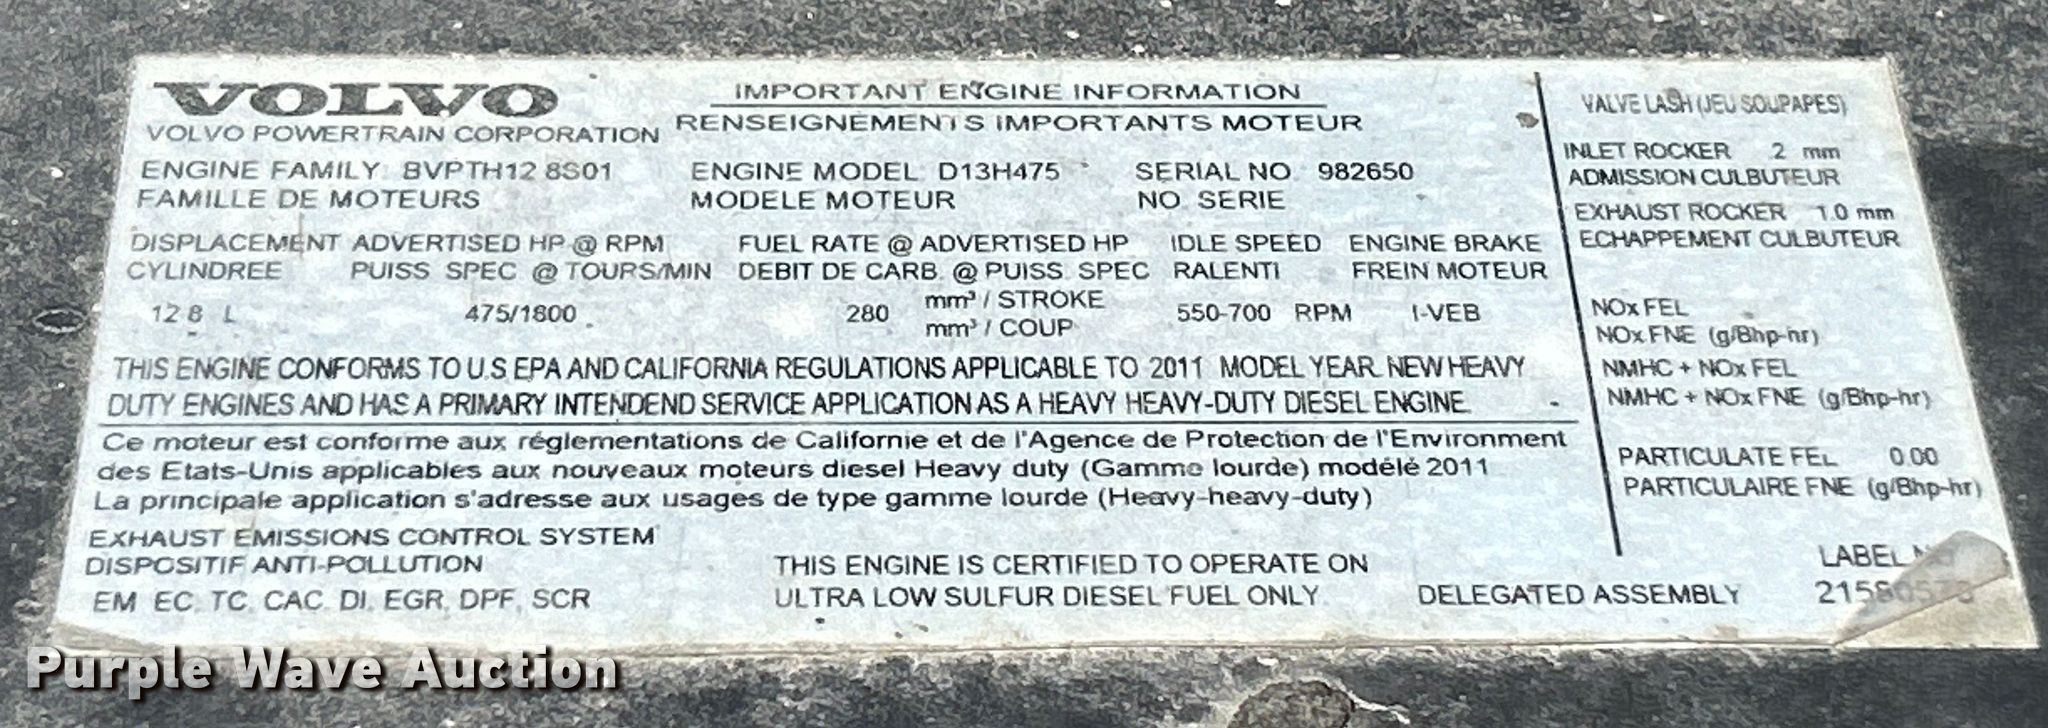 VOLVO
VOLVO POWERTRAIN CORPORATION
IMPORTANT ENGINE INFORMATION
RENSEIGNEMENTS IMPORTANTS MOTEUR
ENGINE FAMILY: BVPTH12 8S01
FAMILLE DE MOTEURS
ENGINE MODEL: D13H475
MODELE MOTEUR
SERIAL NO 982650
NO. SERIE
DISPLACEMENT
CYLINDREE
12 8 L
ADVERTISED HP @ RPM
PUISS SPEC @ TOURS/MIN
475/1800
FUEL RATE @ ADVERTISED HP
DEBIT DE CARB. @ PUISS SPEC
280 mm³ / STROKE
mm³ / COUP
IDLE SPEED
RALENTI
550-700 RPM
ENGINE BRAKE
FREIN MOTEUR
I-VEB
THIS ENGINE CONFORMS TO U.S EPA AND CALIFORNIA REGULATIONS APPLICABLE TO 2011 MODEL YEAR NEW HEAVY
DUTY ENGINES AND HAS A PRIMARY INTENDEND SERVICE APPLICATION AS A HEAVY HEAVY-DUTY DIESEL ENGINE.
Ce moteur est conforme aux réglementations de Californie et de l'Agence de Protection de l'Environment
des Etats-Unis applicables aux nouveaux moteurs diesel Heavy duty (Gamme lourde) modélé 2011
La principale application s'adresse aux usages de type gamme lourde (Heavy-heavy-duty)
EXHAUST EMISSIONS CONTROL SYSTEM
DISPOSITIF ANTI-POLLUTION
EM EC, TC, CAC, DI, EGR, DPF, SCR
THIS ENGINE IS CERTIFIED TO OPERATE ON
ULTRA LOW SULFUR DIESEL FUEL ONLY.
DELEGATED ASSEMBLY
VALVE LASH (JEU SOUPAPES)
INLET ROCKER 2 mm
ADMISSION CULBUTEUR
EXHAUST ROCKER 1.0 mm
ECHAPPEMENT CULBUTEUR
NOx FEL
NOx FNE (g/Bhp-hr)
NMHC + NOx FEL
NMHC + NOx FNE (g/Bhp-hr)
PARTICULATE FEL 0.00
PARTICULAIRE FNE (g/Bhp-hr)
LABEL
Purple Wave Auction